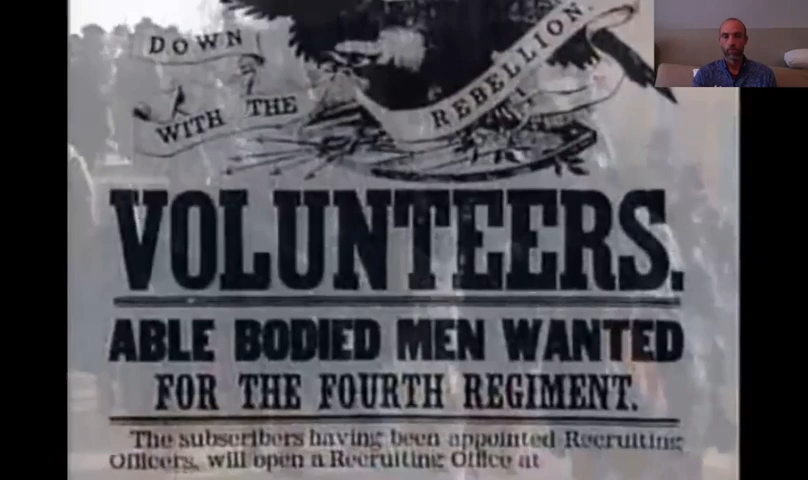 DOWN
WITH THE
REBELLION.
VOLUNTEERS.
ABLE BODIED MEN WANTED
FOR THE FOURTH REGIMENT.
The subscribers having been appointed Recruiting
Officers, will open a Recruiting Office at